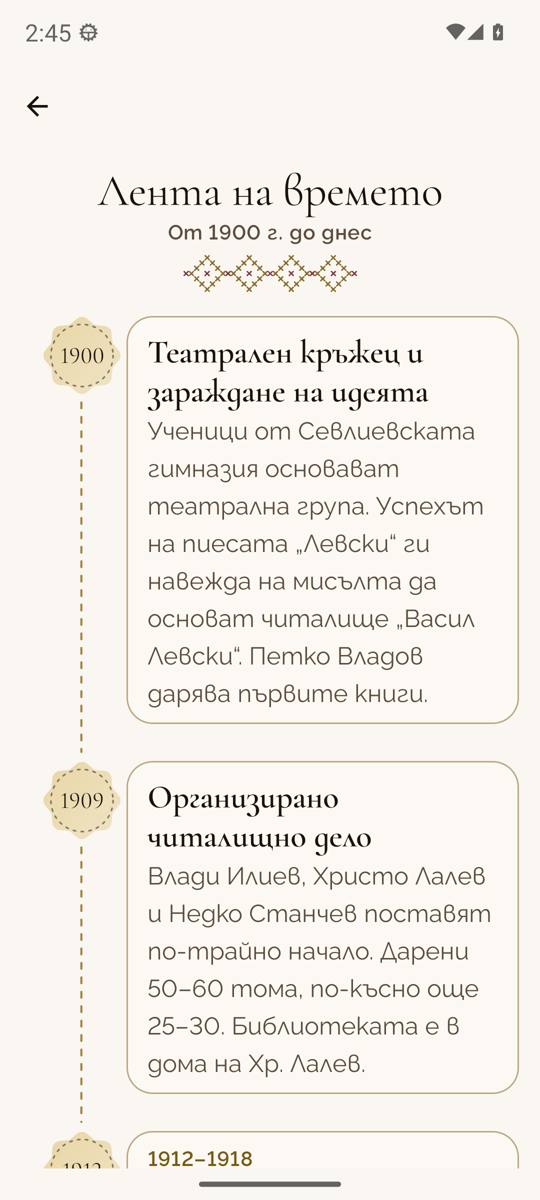 2:45
Лента на времето
От 1900 г. до днес
1900
Театрален кръжец и
зараждане на идеята
Ученици от Севлиевската
гимназия основават
театрална група. Успехът
на пиесата „Левски“ ги
навежда на мисълта да
основат читалище „Васил
Левски“. Петко Владов
дарява първите книги.
1909
Организирано
читалищно дело
Влади Илиев, Христо Лалев
и Недко Станчев поставят
по-трайно начало. Дарени
50–60 тома, по-късно още
25–30. Библиотеката е в
дома на Хр. Лалев.
1912
1912–1918